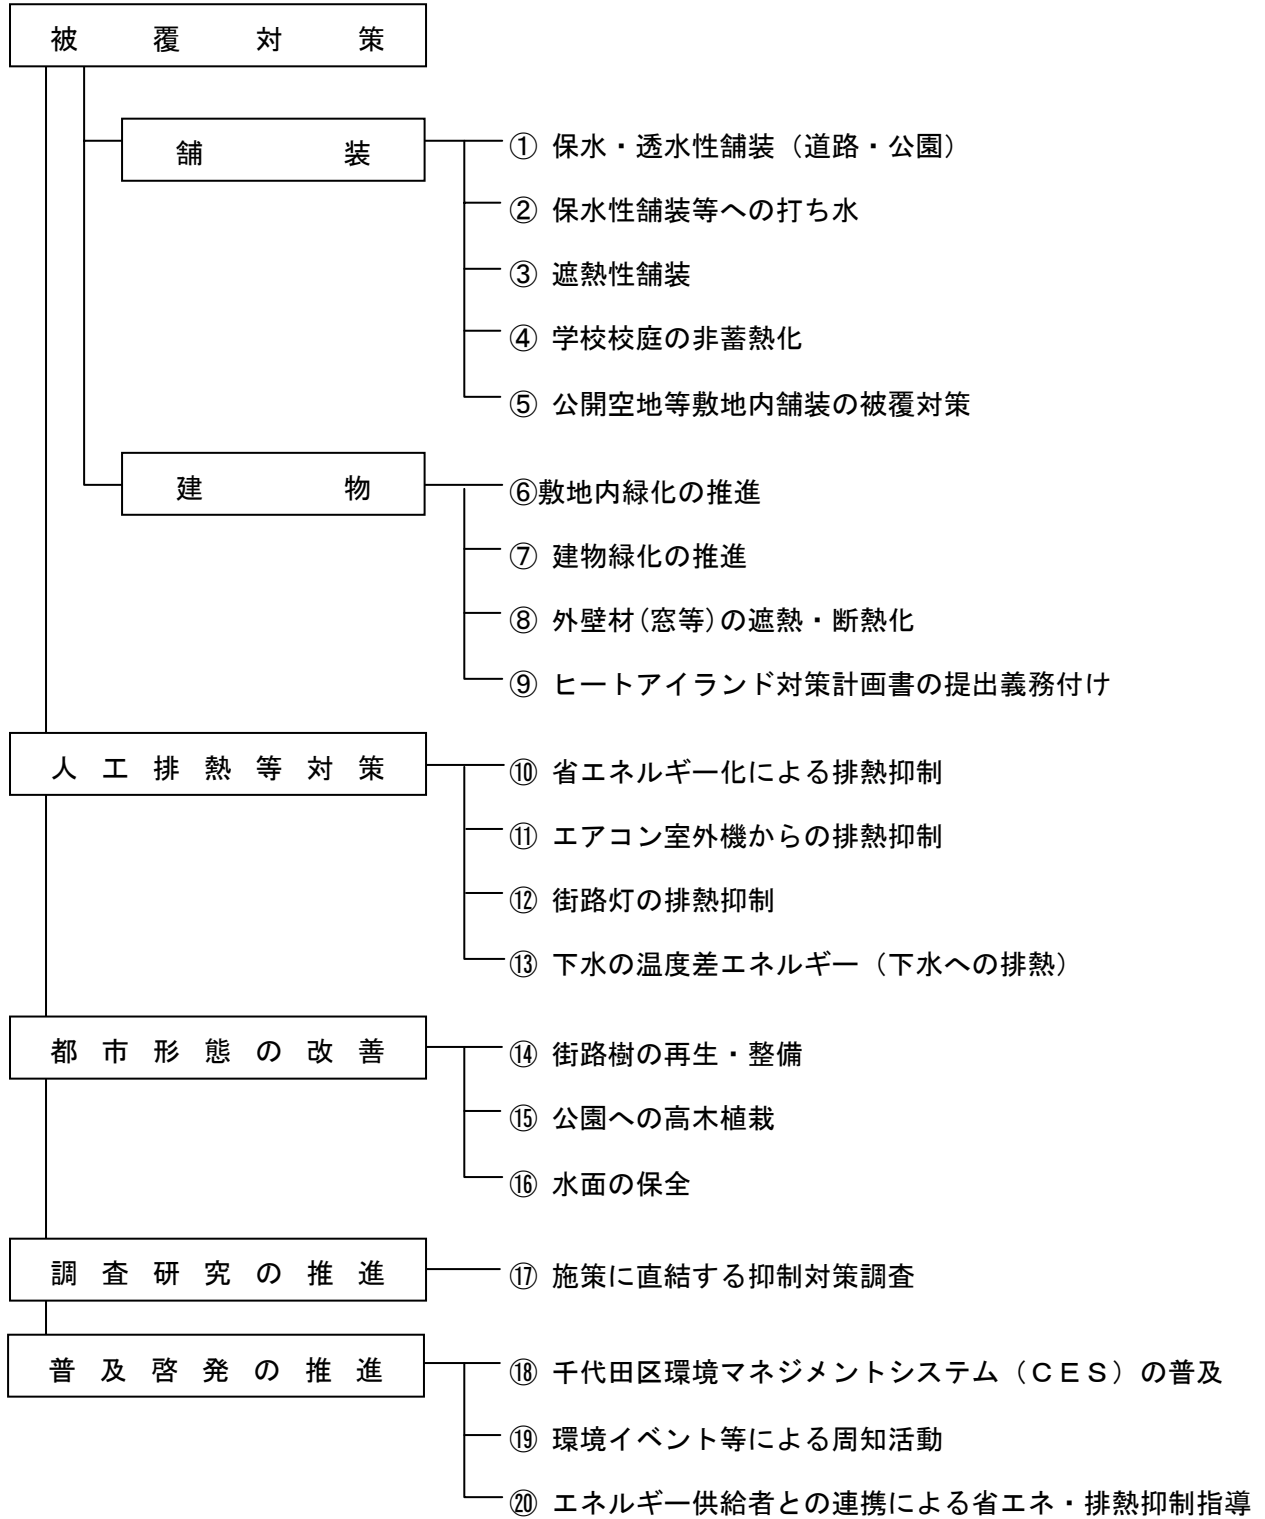 被覆対策
舗装
① 保水・透水性舗装（道路・公園）
② 保水性舗装等への打ち水
③ 遮熱性舗装
④ 学校校庭の非蓄熱化
⑤ 公開空地等敷地内舗装の被覆対策
建物
⑥敷地内緑化の推進
⑦ 建物緑化の推進
⑧ 外壁材(窓等)の遮熱・断熱化
⑨ ヒートアイランド対策計画書の提出義務付け
人工排熱等対策
⑩ 省エネルギー化による排熱抑制
⑪ エアコン室外機からの排熱抑制
⑫ 街路灯の排熱抑制
⑬ 下水の温度差エネルギー（下水への排熱）
都市形態の改善
⑭ 街路樹の再生・整備
⑮ 公園への高木植栽
⑯ 水面の保全
調査研究の推進
⑰ 施策に直結する抑制対策調査
普及啓発の推進
⑱ 千代田区環境マネジメントシステム（ＣＥＳ）の普及
⑲ 環境イベント等による周知活動
⑳ エネルギー供給者との連携による省エネ・排熱抑制指導